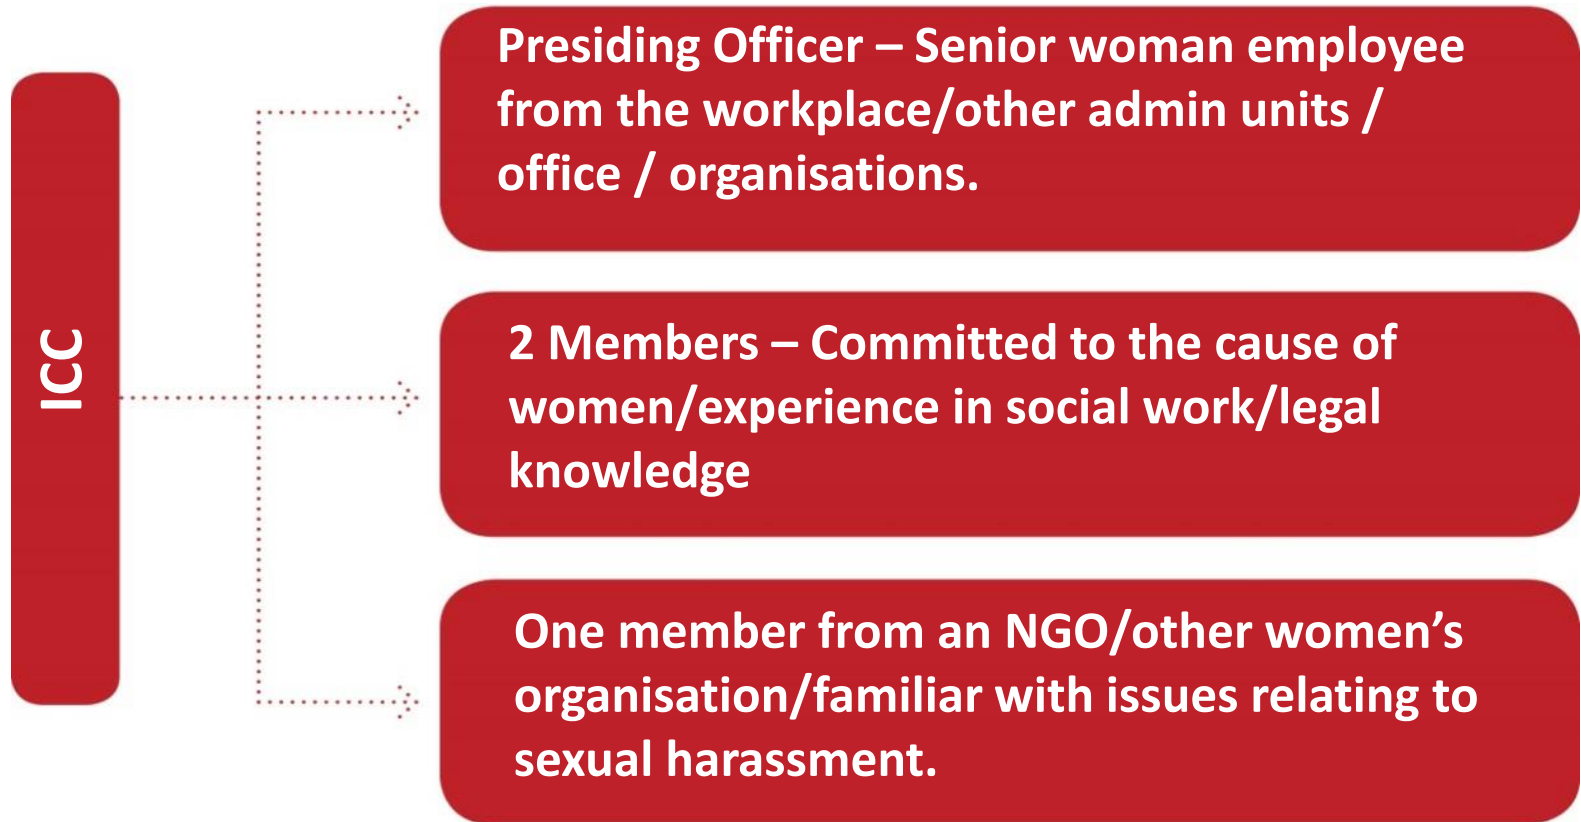 ICC
Presiding Officer – Senior woman employee
from the workplace/other admin units /
office / organisations.
2 Members – Committed to the cause of
women/experience in social work/legal
knowledge
One member from an NGO/other women’s
organisation/familiar with issues relating to
sexual harassment.